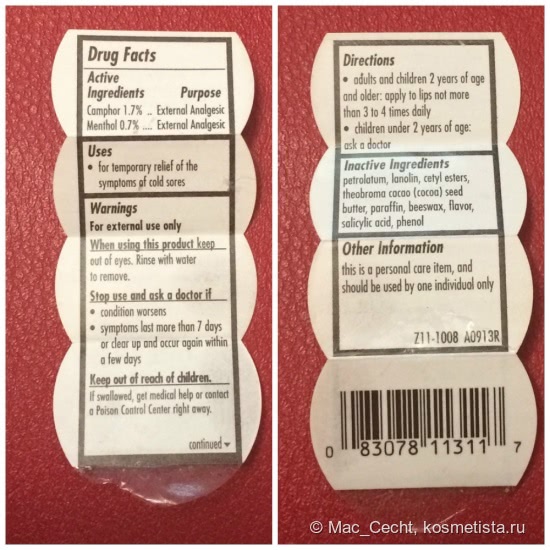 Drug Facts
Active
Ingredients Purpose
Camphor 1.7% .. External Analgesic
Menthol 0.7% .... External Analgesic
Uses
• for temporary relief of the
symptoms of cold sores
Warnings
For external use only
When using this product keep
out of eyes. Rinse with water
to remove.
Stop use and ask a doctor if
• condition worsens
• symptoms last more than 7 days
or clear up and occur again within
a few days
Keep out of reach of children.
If swallowed, get medical help or contact
a Poison Control Center right away.
continued
Directions
• adults and children 2 years of age
and older: apply to lips not more
than 3 to 4 times daily
• children under 2 years of age:
ask a doctor
Inactive Ingredients
petrolatum, lanolin, cetyl esters,
theobroma cacao (cocoa) seed
butter, paraffin, beeswax, flavor,
salicylic acid, phenol
Other Information
this is a personal care item, and
should be used by one individual only
Z11-1008 A0913R
0 83078 11311 7
© Mac_Cecht, kosmetista.ru